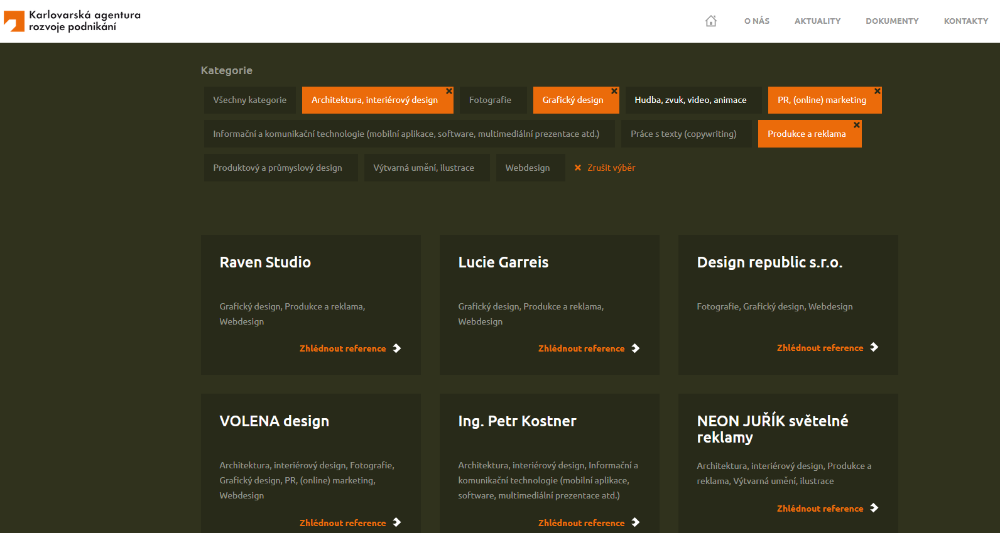 Karlovarská agentura
rozvoje podnikání
O NÁS
AKTUALITY
DOKUMENTY
KONTAKTY
Kategorie
Všechny kategorie
Architektura, interiérový design
Fotografie
Grafický design
Hudba, zvuk, video, animace
PR, (online) marketing
Informační a komunikační technologie (mobilní aplikace, software, multimediální prezentace atd.)
Práce s texty (copywriting)
Produkce a reklama
Produktový a průmyslový design
Výtvarná umění, ilustrace
Webdesign
Zrušit výběr
Raven Studio
Grafický design, Produkce a reklama,
Webdesign
Zhlédnout reference
Lucie Garreis
Grafický design, Produkce a reklama,
Webdesign
Zhlédnout reference
Design republic s.r.o.
Fotografie, Grafický design, Webdesign
Zhlédnout reference
VOLENA design
Architektura, interiérový design, Fotografie,
Grafický design, PR, (online) marketing,
Webdesign
Zhlédnout reference
Ing. Petr Kostner
Architektura, interiérový design, Informační a
komunikační technologie (mobilní aplikace,
software, multimediální prezentace atd.)
Zhlédnout reference
NEON JUŘÍK světelné
reklamy
Architektura, interiérový design, Produkce a
reklama, Výtvarná umění, ilustrace
Zhlédnout reference